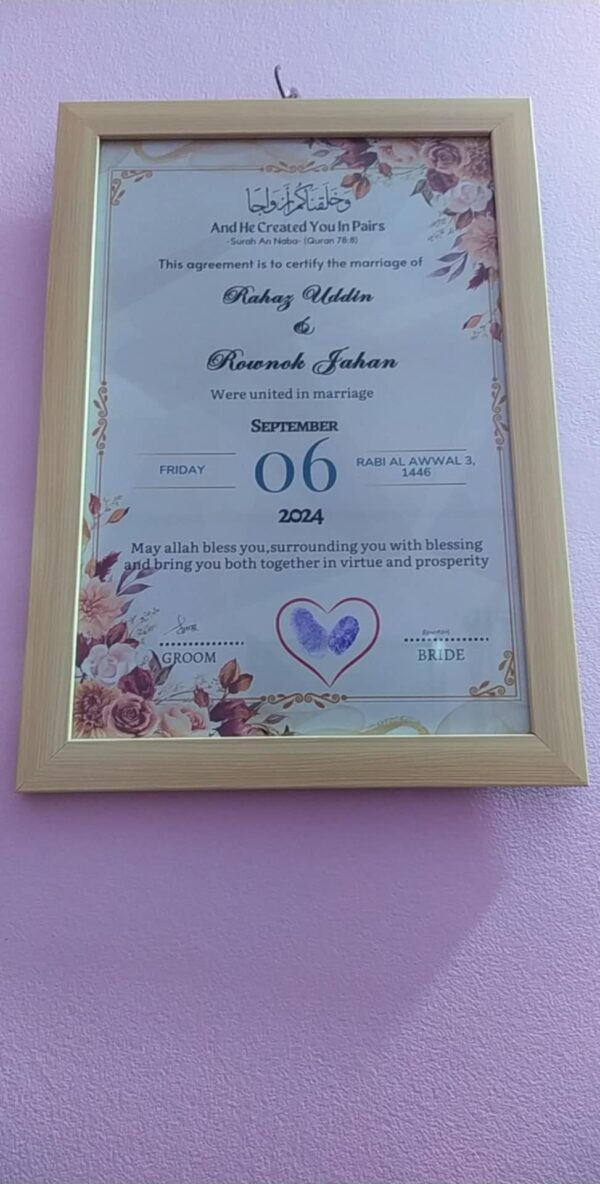 وَخَلَقْنَاكُمْ أَزْوَاجًا
And He Created You In Pairs
-Surah An Naba- (Quran 78:8)
This agreement is to certify the marriage of
Rahaz Uddin
&
Rownok Jahan
Were united in marriage
SEPTEMBER
FRIDAY
06
RABI AL AWWAL 3,
1446
2024
May allah bless you,surrounding you with blessing
and bring you both together in virtue and prosperity
GROOM
BRIDE